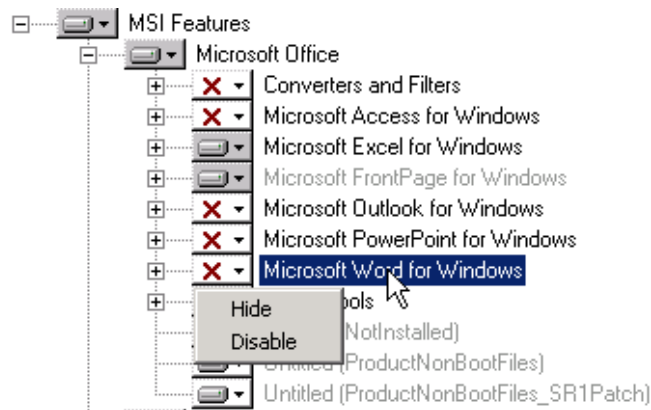 MSI Features
Microsoft Office
Converters and Filters
Microsoft Access for Windows
Microsoft Excel for Windows
Microsoft FrontPage for Windows
Microsoft Outlook for Windows
Microsoft PowerPoint for Windows
Microsoft Word for Windows
Hide
Disable
NotInstalled)
Untitled (ProductNonBootFiles)
Untitled (ProductNonBootFiles_SR1Patch)